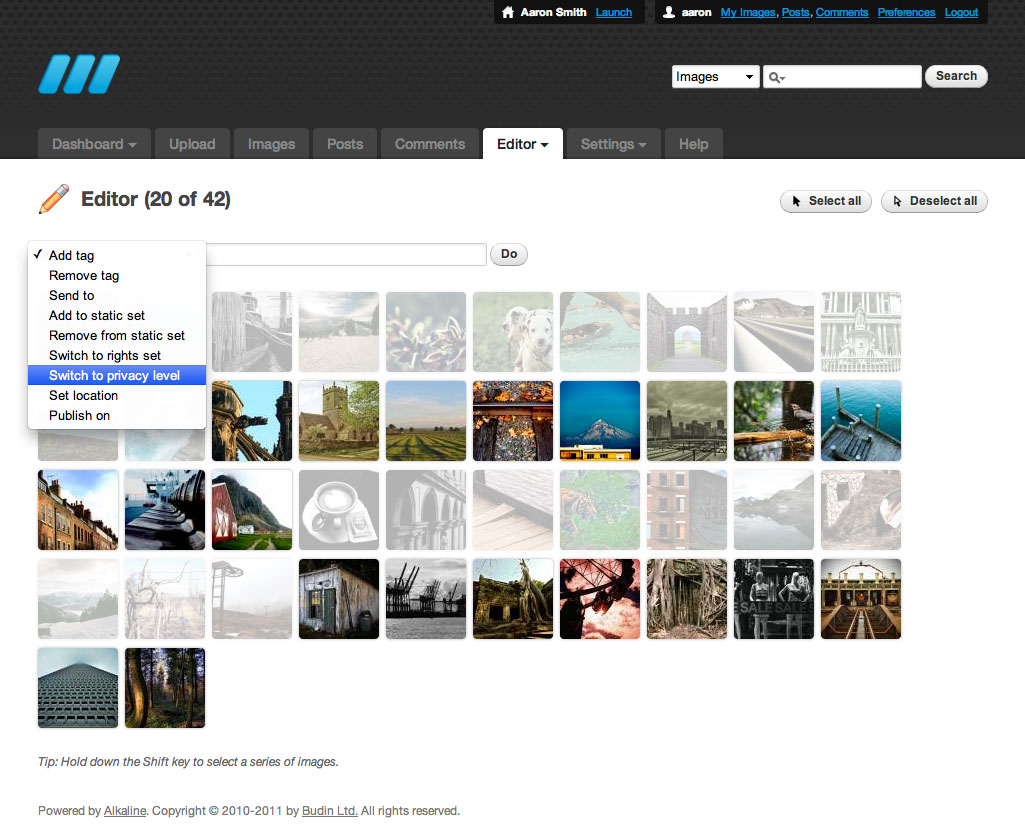 Aaron Smith Launch
aaron My Images, Posts, Comments Preferences Logout
Images
Search
Dashboard
Upload
Images
Posts
Comments
Editor
Settings
Help
Editor (20 of 42)
Select all
Deselect all
✓ Add tag
Remove tag
Send to
Add to static set
Remove from static set
Switch to rights set
Switch to privacy level
Set location
Publish on
Do
SALE SALE
Tip: Hold down the Shift key to select a series of images.
Powered by Alkaline. Copyright © 2010-2011 by Budin Ltd. All rights reserved.